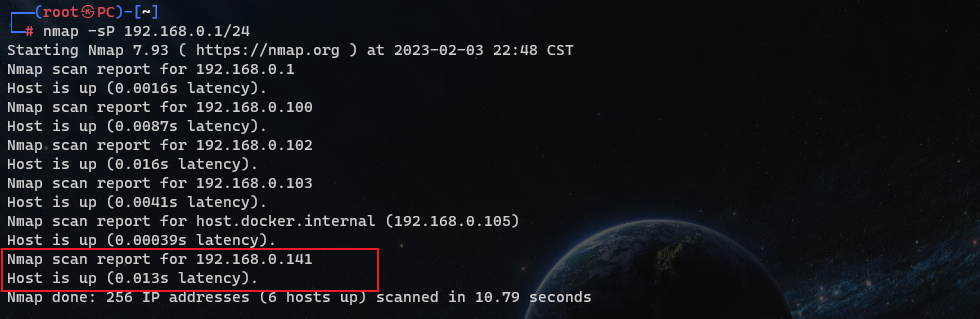 ┌──(root㉿PC)-[~]
└─# nmap -sP 192.168.0.1/24
Starting Nmap 7.93 ( https://nmap.org ) at 2023-02-03 22:48 CST
Nmap scan report for 192.168.0.1
Host is up (0.0016s latency).
Nmap scan report for 192.168.0.100
Host is up (0.0087s latency).
Nmap scan report for 192.168.0.102
Host is up (0.016s latency).
Nmap scan report for 192.168.0.103
Host is up (0.0041s latency).
Nmap scan report for host.docker.internal (192.168.0.105)
Host is up (0.00039s latency).
Nmap scan report for 192.168.0.141
Host is up (0.013s latency).
Nmap done: 256 IP addresses (6 hosts up) scanned in 10.79 seconds